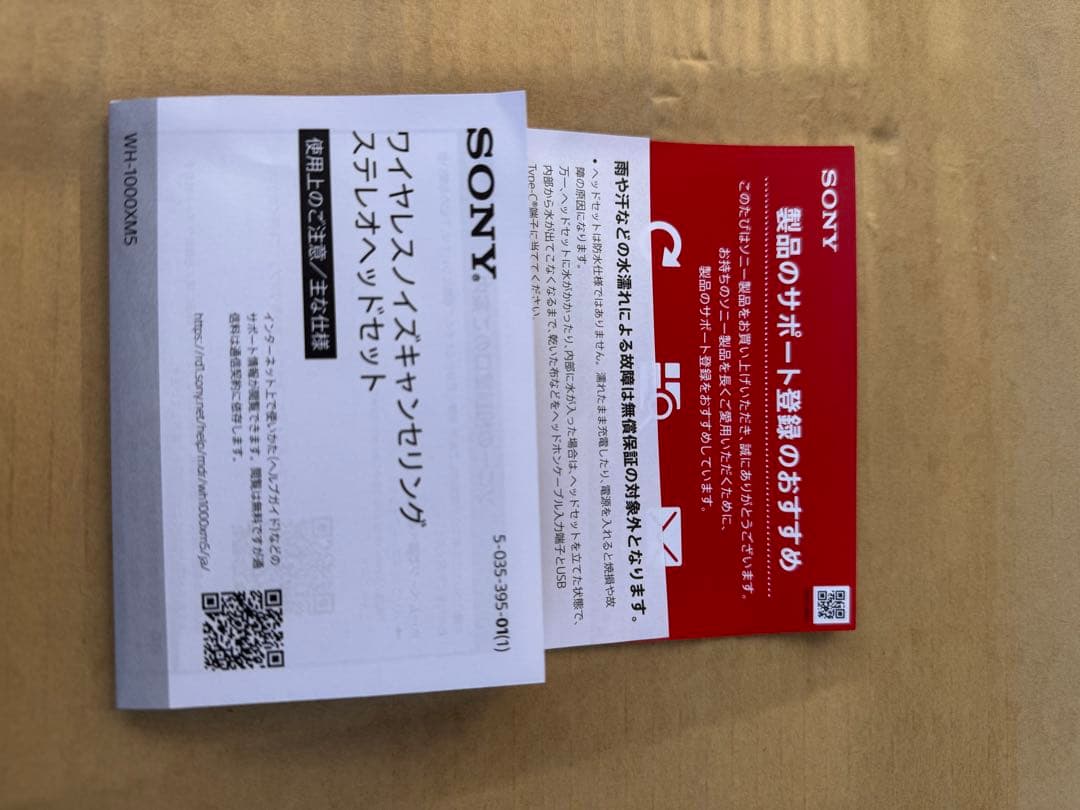 SONY
製品のサポート登録のおすすめ
このたびはソニー製品をお買い上げいただき、誠にありがとうございます。
お持ちのソニー製品を長くご愛用いただくために、
製品のサポート登録をおすすめしています。
雨や汗などの水濡れによる故障は無償保証の対象外となります。
• ヘッドセットは防水仕様ではありません。濡れたまま充電したり、電源を入れると焼損や故
障の原因になります。
万一、ヘッドセットに水がかかったり、内部に水が入った場合は、ヘッドセットを立てた状態で、
内部から水が出てこなくなるまで、乾いた布などをヘッドホンケーブル入力端子とUSB
Type-C®端子に当ててください。
5-035-395-01(1)
SONY®
ワイヤレスノイズキャンセリング
ステレオヘッドセット
使用上のご注意/主な仕様
インターネット上で使いかた(ヘルプガイド)などの
サポート情報が閲覧できます。閲覧は無料ですが通
信料は通信契約に依存します。
https://rd1.sony.net/help/mdr/wh1000xm5/ja/
WH-1000XM5